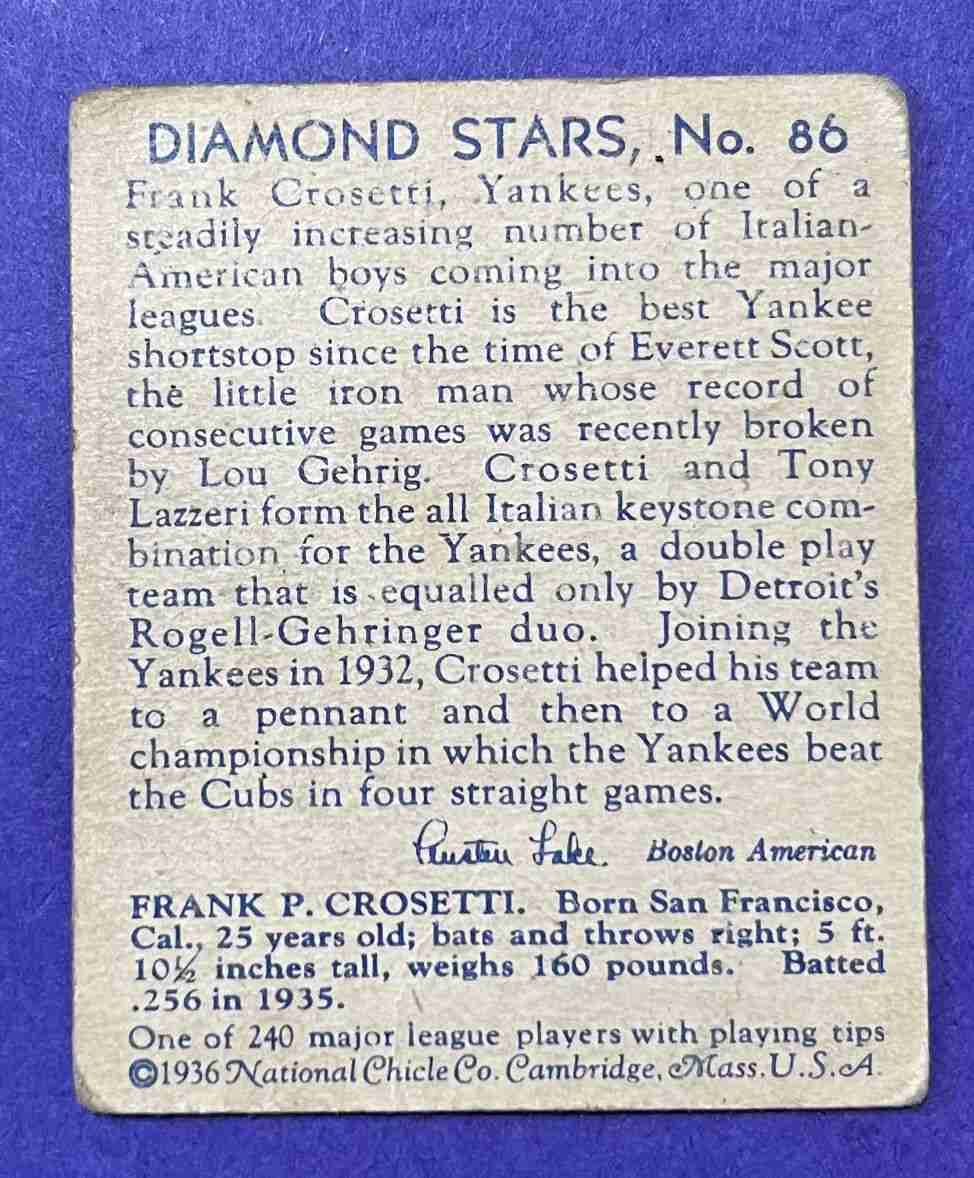 DIAMOND STARS, No. 86
Frank Crosetti, Yankees, one of a
steadily increasing number of Italian-
American boys coming into the major
leagues. Crosetti is the best Yankee
shortstop since the time of Everett Scott,
the little iron man whose record of
consecutive games was recently broken
by Lou Gehrig. Crosetti and Tony
Lazzeri form the all Italian keystone com-
bination for the Yankees, a double play
team that is equalled only by Detroit's
Rogell-Gehringer duo. Joining the
Yankees in 1932, Crosetti helped his team
to a pennant and then to a World
championship in which the Yankees beat
the Cubs in four straight games.
Austen Lake. Boston American
FRANK P. CROSETTI. Born San Francisco,
Cal., 25 years old; bats and throws right; 5 ft.
10½ inches tall, weighs 160 pounds. Batted
.256 in 1935.
One of 240 major league players with playing tips
©1936 National Chicle Co. Cambridge, Mass. U.S.A.